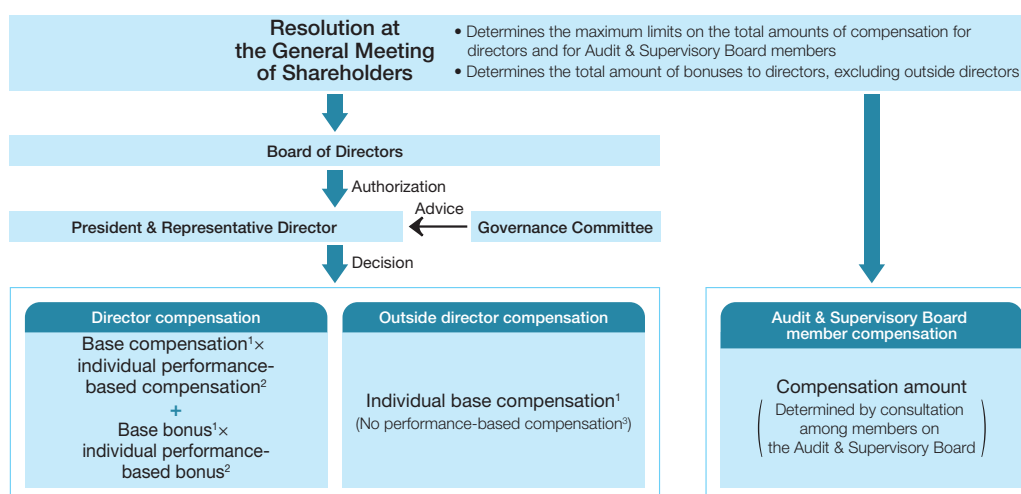 Resolution at
the General Meeting
of Shareholders
• Determines the maximum limits on the total amounts of compensation for
directors and for Audit & Supervisory Board members
• Determines the total amount of bonuses to directors, excluding outside directors
Board of Directors
Authorization
Advice
President & Representative Director
Governance Committee
Decision
Director compensation
Base compensation¹×
individual performance-
based compensation²
+
Base bonus¹×
individual performance-
based bonus²
Outside director compensation
Individual base compensation¹
(No performance-based compensation³)
Audit & Supervisory Board
member compensation
Compensation amount
(Determined by consultation
among members on
the Audit & Supervisory Board)